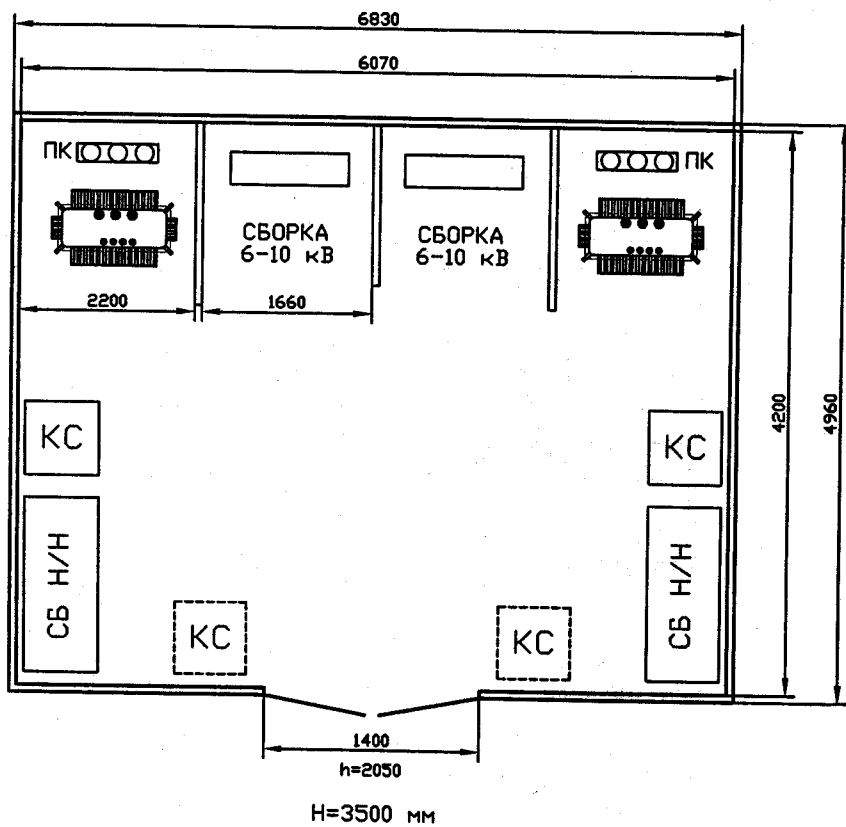 6830
6070
ПК
ПК
СБОРКА
6-10 кВ
СБОРКА
6-10 кВ
2200
1660
4200
4960
КС
КС
СБ Н/Н
СБ Н/Н
КС
КС
1400
h=2050
H=3500 мм